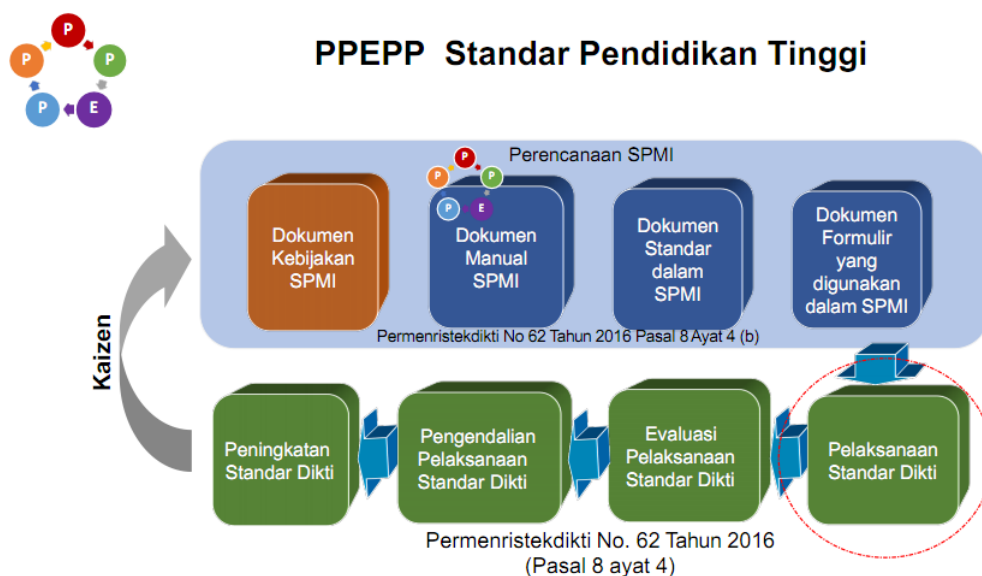 P
P
P
P
E
PPEPP Standar Pendidikan Tinggi
Perencanaan SPMI
P
P
P
P
E
Dokumen
Kebijakan
SPMI
Dokumen
Manual
SPMI
Dokumen
Standar
dalam
SPMI
Dokumen
Formulir
yang
digunakan
dalam SPMI
Permenristekdikti No 62 Tahun 2016 Pasal 8 Ayat 4 (b)
Kaizen
Peningkatan
Standar Dikti
Pengendalian
Pelaksanaan
Standar Dikti
Evaluasi
Pelaksanaan
Standar Dikti
Pelaksanaan
Standar Dikti
Permenristekdikti No. 62 Tahun 2016
(Pasal 8 ayat 4)